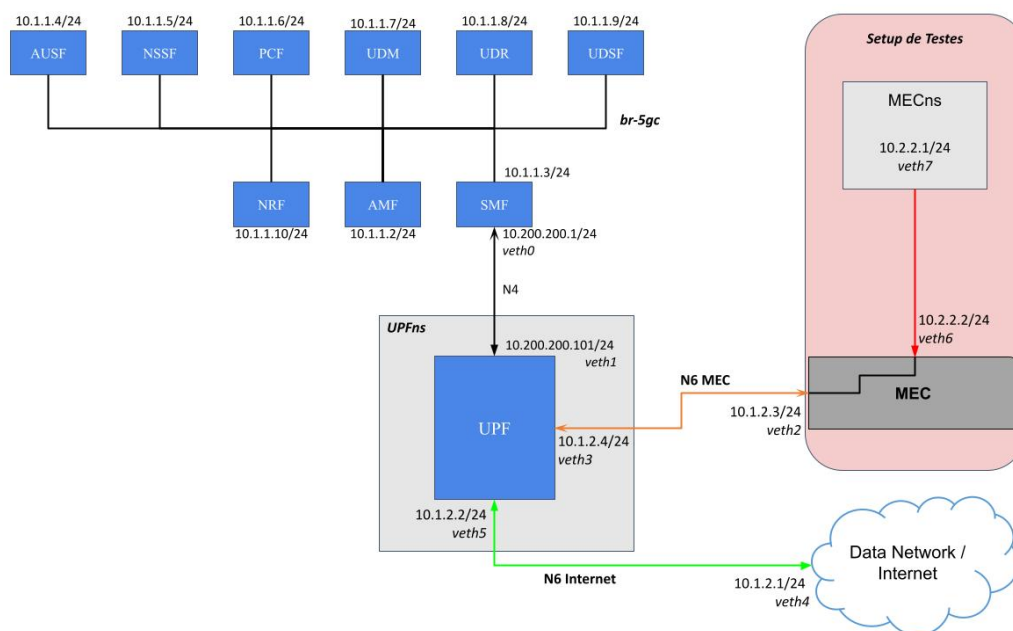 10.1.1.4/24
10.1.1.5/24
10.1.1.6/24
10.1.1.7/24
10.1.1.8/24
10.1.1.9/24
AUSF
NSSF
PCF
UDM
UDR
UDSF
br-5gc
10.1.1.3/24
NRF
AMF
SMF
10.1.1.10/24
10.1.1.2/24
10.200.200.1/24
veth0
N4
UPFns
10.200.200.101/24
veth1
UPF
10.1.2.4/24
veth3
10.1.2.2/24
veth5
N6 MEC
N6 Internet
Setup de Testes
MECns
10.2.2.1/24
veth7
10.2.2.2/24
veth6
MEC
10.1.2.3/24
veth2
Data Network /
Internet
10.1.2.1/24
veth4